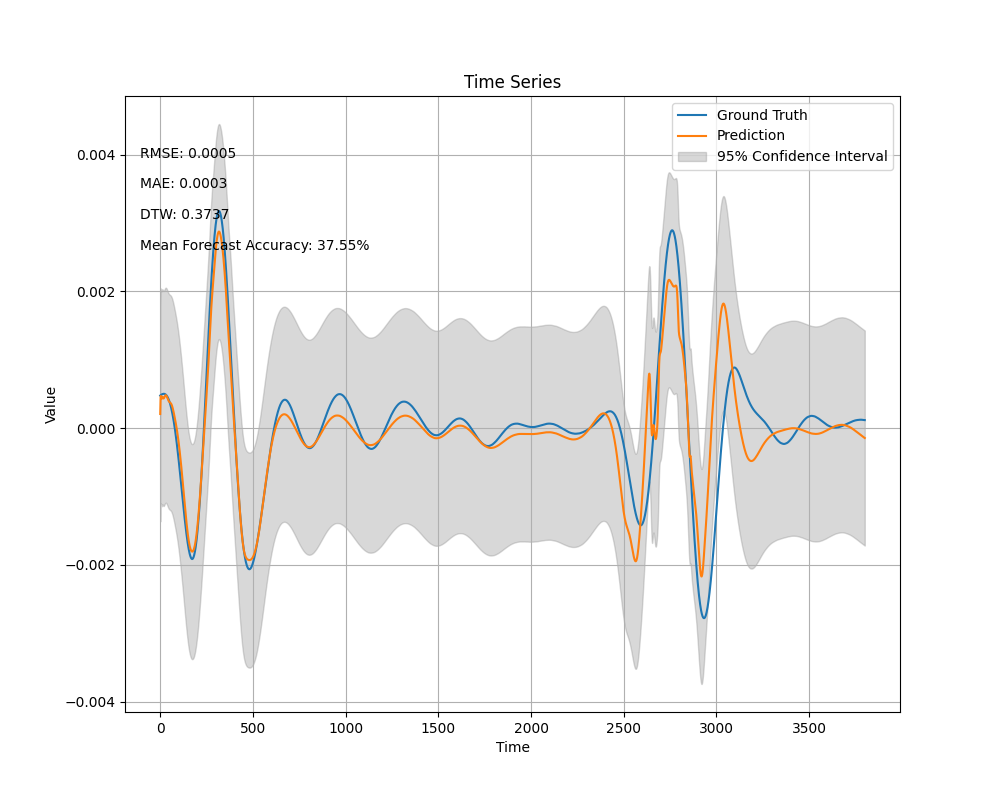 Time Series
Ground Truth
Prediction
95% Confidence Interval
RMSE: 0.0005
MAE: 0.0003
DTW: 0.3737
Mean Forecast Accuracy: 37.55%
Value
0.004
0.002
0.000
−0.002
−0.004
0 500 1000 1500 2000 2500 3000 3500
Time